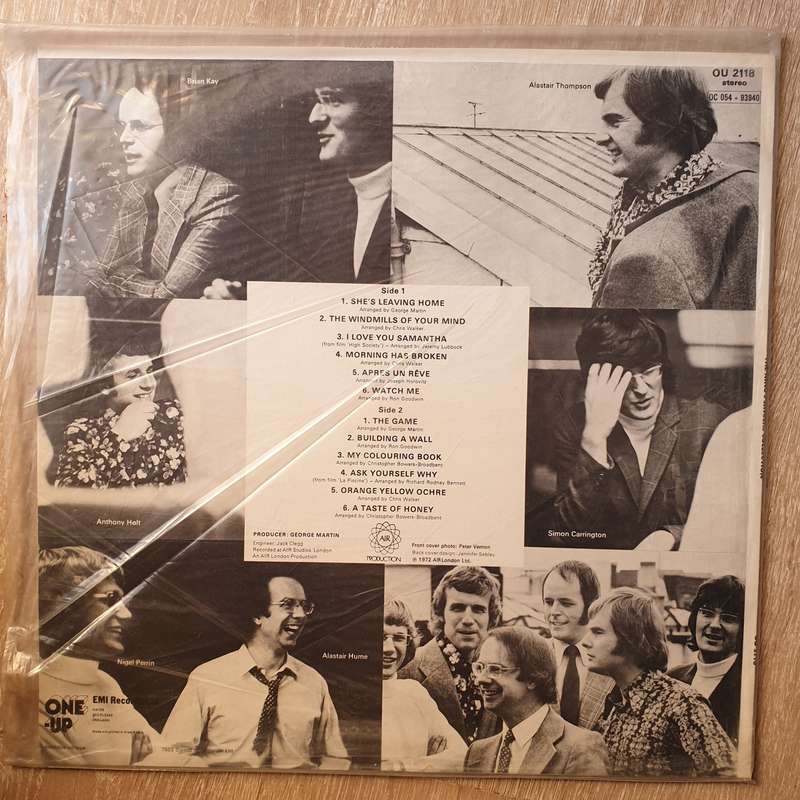 Brian Kay
Alastair Thompson
OU 2118
stereo
OC 054 • 93940
Side 1
1. SHE'S LEAVING HOME
Arranged by George Martin
2. THE WINDMILLS OF YOUR MIND
Arranged by Chris Walker
3. I LOVE YOU SAMANTHA
(from film 'High Society') – Arranged by Jeremy Lubbock
4. MORNING HAS BROKEN
Arranged by Chris Walker
5. APRES UN RÊVE
Arranged by Joseph Horovitz
6. WATCH ME
Arranged by Ron Goodwin
Side 2
1. THE GAME
Arranged by George Martin
2. BUILDING A WALL
Arranged by Ron Goodwin
3. MY COLOURING BOOK
Arranged by Christopher Bowers-Broadbent
4. ASK YOURSELF WHY
(from film 'La Piscine') – Arranged by Richard Rodney Bennett
5. ORANGE YELLOW OCHRE
Arranged by Chris Walker
6. A TASTE OF HONEY
Arranged by Christopher Bowers-Broadbent
PRODUCER: GEORGE MARTIN
Engineer: Jack Clegg
Recorded at AIR Studios London
An AIR London Production
AIR
PRODUCTION
Front cover photo: Peter Vernon
Back cover design: Jennifer Setley
℗ 1972 AIR London Ltd.
Anthony Holt
Simon Carrington
Nigel Perrin
Alastair Hume
ONE
-UP
EMI